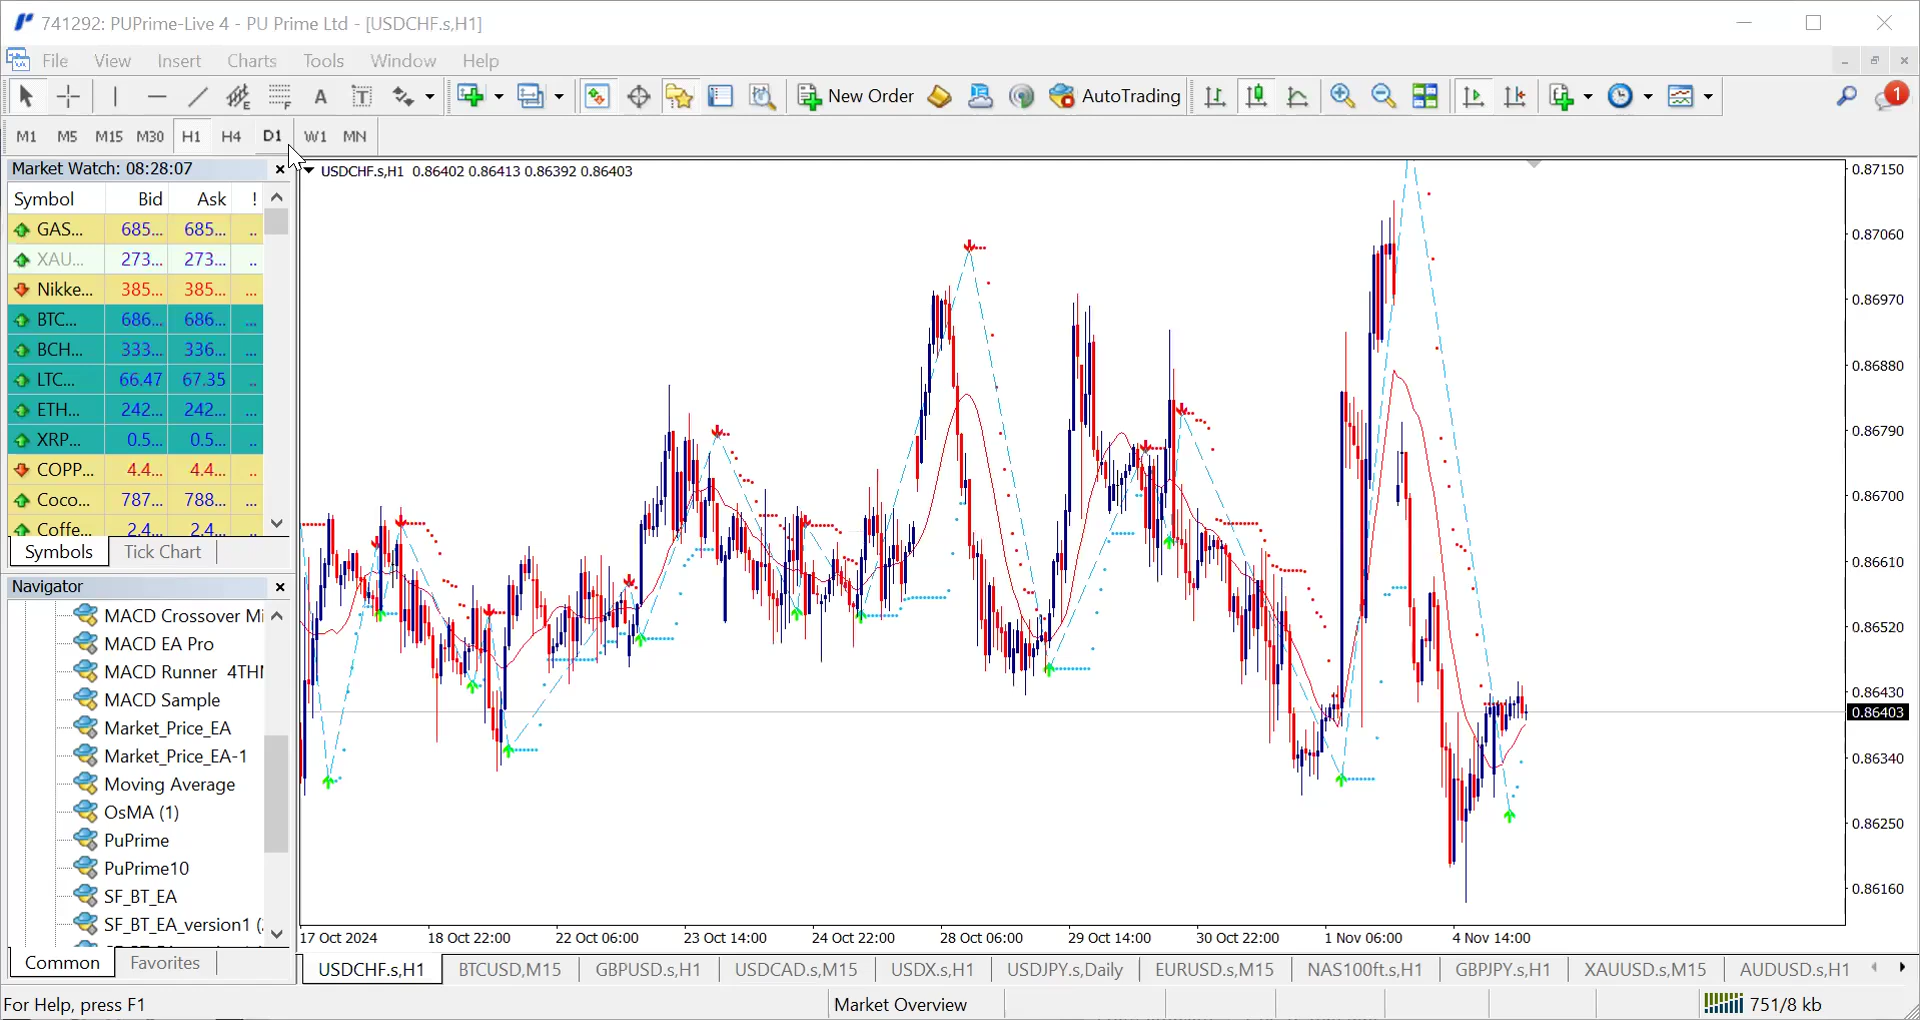 741292: PUPrime-Live 4 - PU Prime Ltd - [USDCHF.s,H1]
File View Insert Charts Tools Window Help
A T New Order AutoTrading 1
M1 M5 M15 M30 H1 H4 D1 W1 MN
Market Watch: 08:28:07
Symbol Bid Ask !
GAS... 685... 685... ..
XAU... 273... 273... ..
Nikke... 385... 385... ...
BTC... 686... 686... ...
BCH... 333... 336... ...
LTC... 66.47 67.35 ..
ETH... 242... 242... ...
XRP... 0.5... 0.5... ..
COPP... 4.4... 4.4... ...
Coco... 787... 788... ...
Coffe... 2.4... 2.4...
Symbols Tick Chart
Navigator
MACD Crossover Mi
MACD EA Pro
MACD Runner 4THM
MACD Sample
Market_Price_EA
Market_Price_EA-1
Moving Average
OsMA (1)
PuPrime
PuPrime10
SF_BT_EA
SF_BT_EA_version1 (
Common Favorites
USDCHF.s,H1 0.86402 0.86413 0.86392 0.86403
0.87150
0.87060
0.86970
0.86880
0.86790
0.86700
0.86610
0.86520
0.86430
0.86403
0.86340
0.86250
0.86160
17 Oct 2024 18 Oct 22:00 22 Oct 06:00 23 Oct 14:00 24 Oct 22:00 28 Oct 06:00 29 Oct 14:00 30 Oct 22:00 1 Nov 06:00 4 Nov 14:00
USDCHF.s,H1 BTCUSD,M15 GBPUSD.s,H1 USDCAD.s,M15 USDX.s,H1 USDJPY.s,Daily EURUSD.s,M15 NAS100ft.s,H1 GBPJPY.s,H1 XAUUSD.s,M15 AUDUSD.s,H1
For Help, press F1 Market Overview 751/8 kb